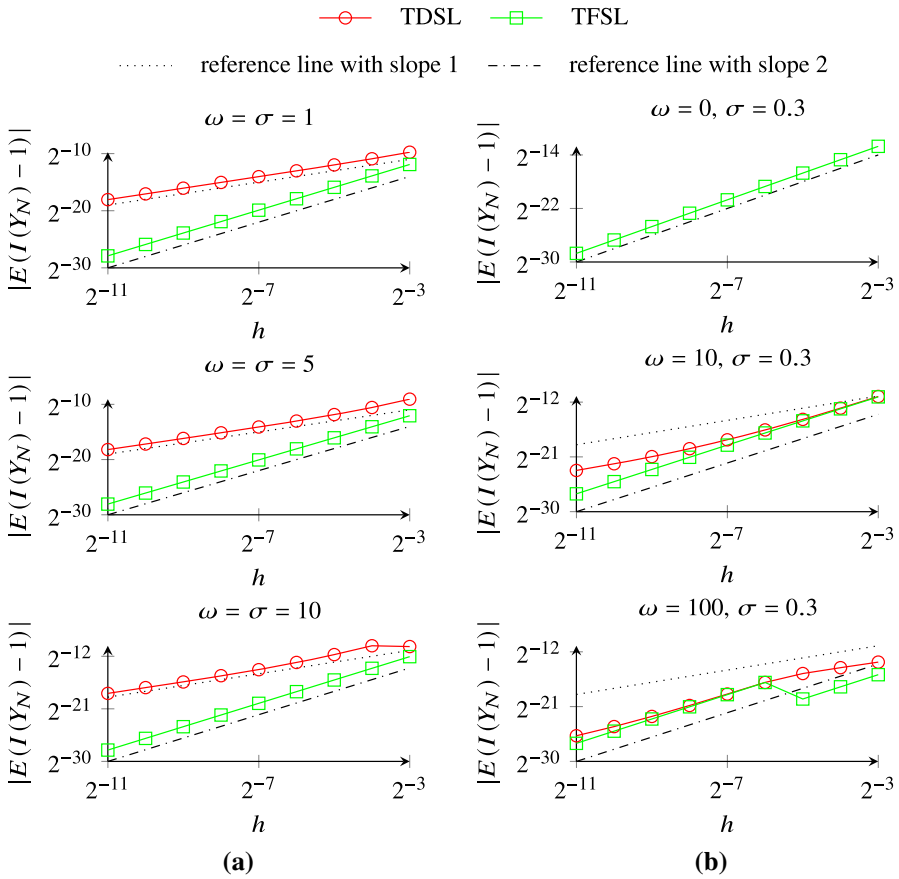 TDSL TFSL
reference line with slope 1 reference line with slope 2
ω = σ = 1
|E(I(Y_N) − 1)|
2^−10
2^−20
2^−30
2^−11 2^−7 2^−3
h
ω = σ = 5
|E(I(Y_N) − 1)|
2^−10
2^−20
2^−30
2^−11 2^−7 2^−3
h
ω = σ = 10
|E(I(Y_N) − 1)|
2^−12
2^−21
2^−30
2^−11 2^−7 2^−3
h
(a)
ω = 0, σ = 0.3
|E(I(Y_N) − 1)|
2^−14
2^−22
2^−30
2^−11 2^−7 2^−3
h
ω = 10, σ = 0.3
|E(I(Y_N) − 1)|
2^−12
2^−21
2^−30
2^−11 2^−7 2^−3
h
ω = 100, σ = 0.3
|E(I(Y_N) − 1)|
2^−12
2^−21
2^−30
2^−11 2^−7 2^−3
h
(b)